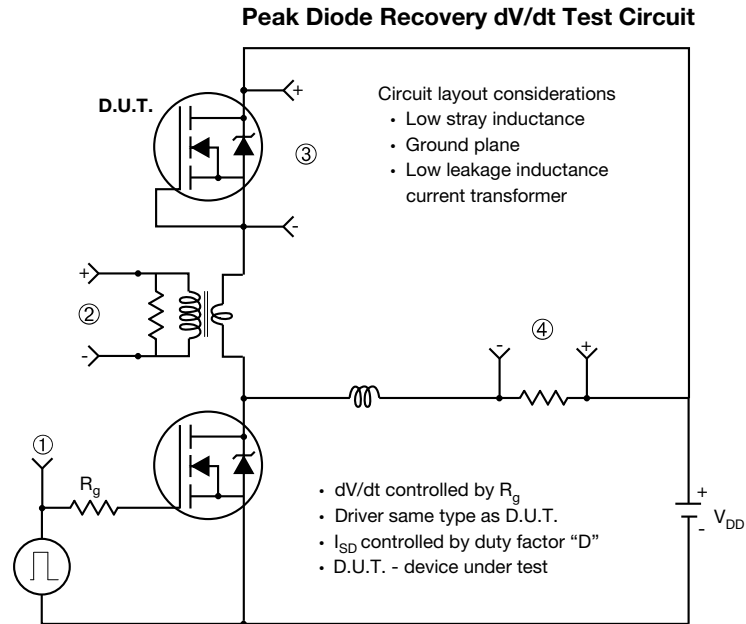 Peak Diode Recovery dV/dt Test Circuit
D.U.T.
+
-
③
Circuit layout considerations
• Low stray inductance
• Ground plane
• Low leakage inductance
current transformer
+
②
-
-
④
+
①
Rg
• dV/dt controlled by Rg
• Driver same type as D.U.T.
• ISD controlled by duty factor “D”
• D.U.T. - device under test
+
-
VDD